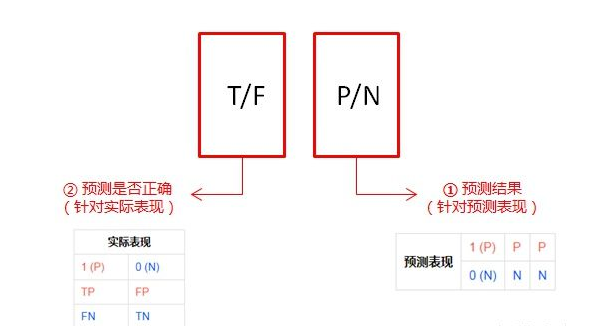 T/F
P/N
② 预测是否正确
（针对实际表现）
① 预测结果
（针对预测表现）
实际表现
1 (P) 0 (N)
TP FP
FN TN
预测表现 1 (P) P P
0 (N) N N